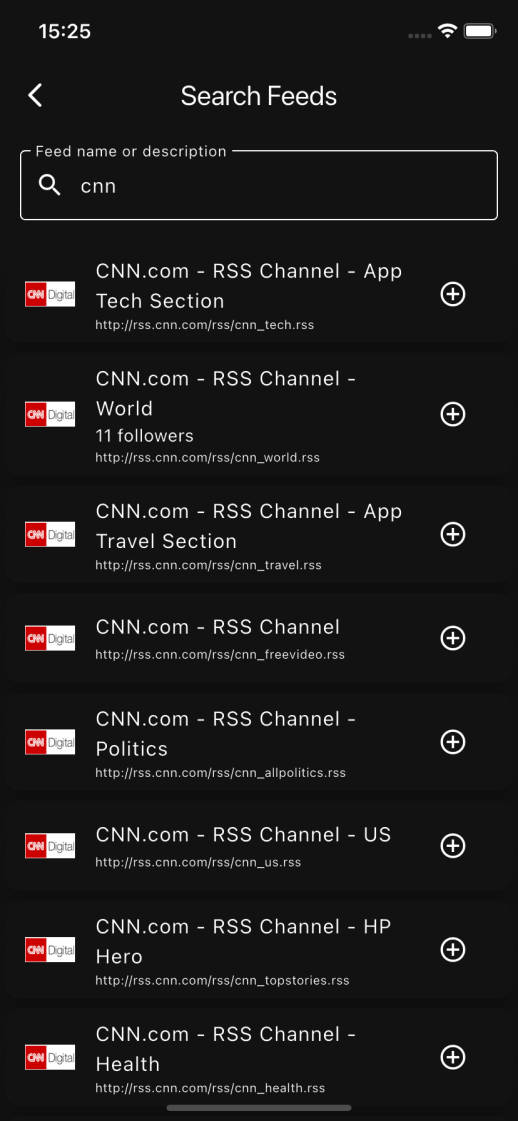 15:25
Search Feeds
Feed name or description
cnn
CNN.com - RSS Channel - App
CNN Digital
Tech Section
http://rss.cnn.com/rss/cnn_tech.rss
CNN.com - RSS Channel -
World
CNN Digital
11 followers
http://rss.cnn.com/rss/cnn_world.rss
CNN.com - RSS Channel - App
CNN Digital
Travel Section
http://rss.cnn.com/rss/cnn_travel.rss
CNN.com - RSS Channel
CNN Digital
http://rss.cnn.com/rss/cnn_freevideo.rss
CNN.com - RSS Channel -
CNN Digital
Politics
http://rss.cnn.com/rss/cnn_allpolitics.rss
CNN.com - RSS Channel - US
CNN Digital
http://rss.cnn.com/rss/cnn_us.rss
CNN.com - RSS Channel - HP
CNN Digital
Hero
http://rss.cnn.com/rss/cnn_topstories.rss
CNN.com - RSS Channel -
CNN Digital
Health
http://rss.cnn.com/rss/cnn_health.rss